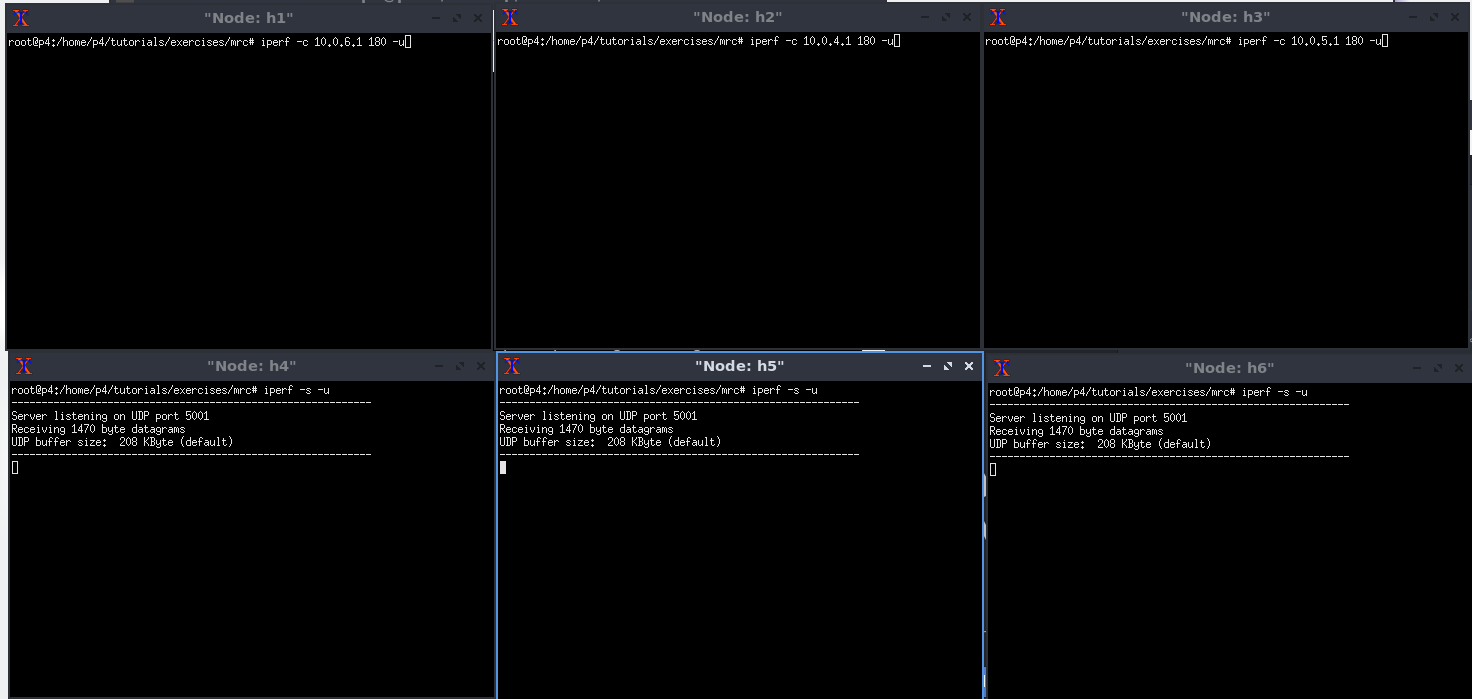 "Node: h1"
root@p4:/home/p4/tutorials/exercises/mrc# iperf -c 10.0.6.1 180 -u
"Node: h2"
root@p4:/home/p4/tutorials/exercises/mrc# iperf -c 10.0.4.1 180 -u
"Node: h3"
root@p4:/home/p4/tutorials/exercises/mrc# iperf -c 10.0.5.1 180 -u
"Node: h4"
root@p4:/home/p4/tutorials/exercises/mrc# iperf -s -u
------------------------------------------------------------
Server listening on UDP port 5001
Receiving 1470 byte datagrams
UDP buffer size:  208 KByte (default)
------------------------------------------------------------
"Node: h5"
root@p4:/home/p4/tutorials/exercises/mrc# iperf -s -u
------------------------------------------------------------
Server listening on UDP port 5001
Receiving 1470 byte datagrams
UDP buffer size:  208 KByte (default)
------------------------------------------------------------
"Node: h6"
root@p4:/home/p4/tutorials/exercises/mrc# iperf -s -u
------------------------------------------------------------
Server listening on UDP port 5001
Receiving 1470 byte datagrams
UDP buffer size:  208 KByte (default)
------------------------------------------------------------